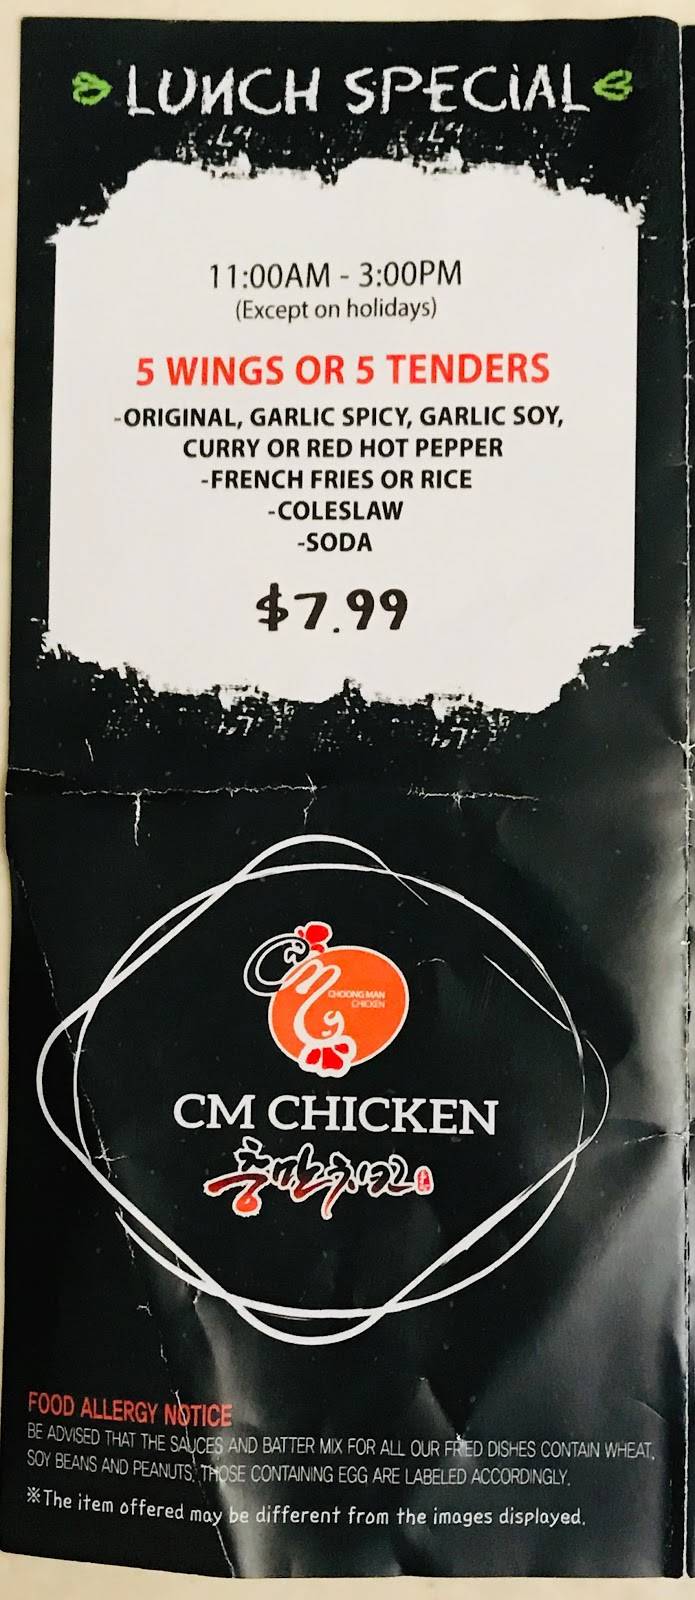 LUNCH SPECIAL
11:00AM - 3:00PM
(Except on holidays)
5 WINGS OR 5 TENDERS
-ORIGINAL, GARLIC SPICY, GARLIC SOY,
CURRY OR RED HOT PEPPER
-FRENCH FRIES OR RICE
-COLESLAW
-SODA
$7.99
CM
CHOONG MAN
CHICKEN
CM CHICKEN
충만치킨
FOOD ALLERGY NOTICE
BE ADVISED THAT THE SAUCES AND BATTER MIX FOR ALL OUR FRIED DISHES CONTAIN WHEAT,
SOY BEANS AND PEANUTS; THOSE CONTAINING EGG ARE LABELED ACCORDINGLY.
※The item offered may be different from the images displayed.